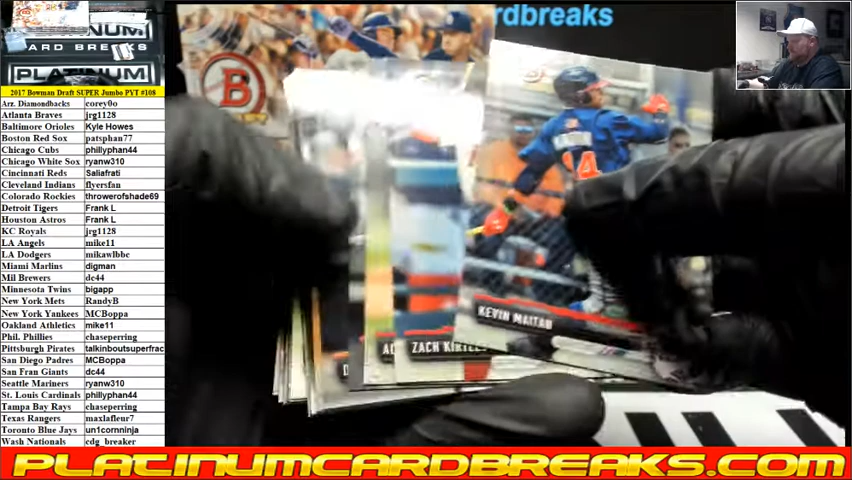 rdbreaks
PLATINUM
CARD BREAKS
PLATINUM
2017 Bowman Draft SUPER Jumbo PYT #108
Arz. Diamondbacks corey0o
Atlanta Braves jrg1128
Baltimore Orioles Kyle Howes
Boston Red Sox patsphan77
Chicago Cubs phillyphan44
Chicago White Sox ryanw310
Cincinnati Reds Saliafrati
Cleveland Indians flyersfan
Colorado Rockies throwerofshade69
Detroit Tigers Frank L
Houston Astros Frank L
KC Royals jrg1128
LA Angels mike11
LA Dodgers mikawlbbc
Miami Marlins digman
Mil Brewers dc44
Minnesota Twins bigapp
New York Mets RandyB
New York Yankees MCBoppa
Oakland Athletics mike11
Phil. Phillies chaseperring
Pittsburgh Pirates talkinboutsuperfrac
San Diego Padres MCBoppa
San Fran Giants dc44
Seattle Mariners ryanw310
St. Louis Cardinals phillyphan44
Tampa Bay Rays chaseperring
Texas Rangers maxlafleur7
Toronto Blue Jays un1cornninja
Wash Nationals cdg_breaker
B
14
KEVIN MAITAN
ZACH
PLATINUMCARDBREAKS.COM